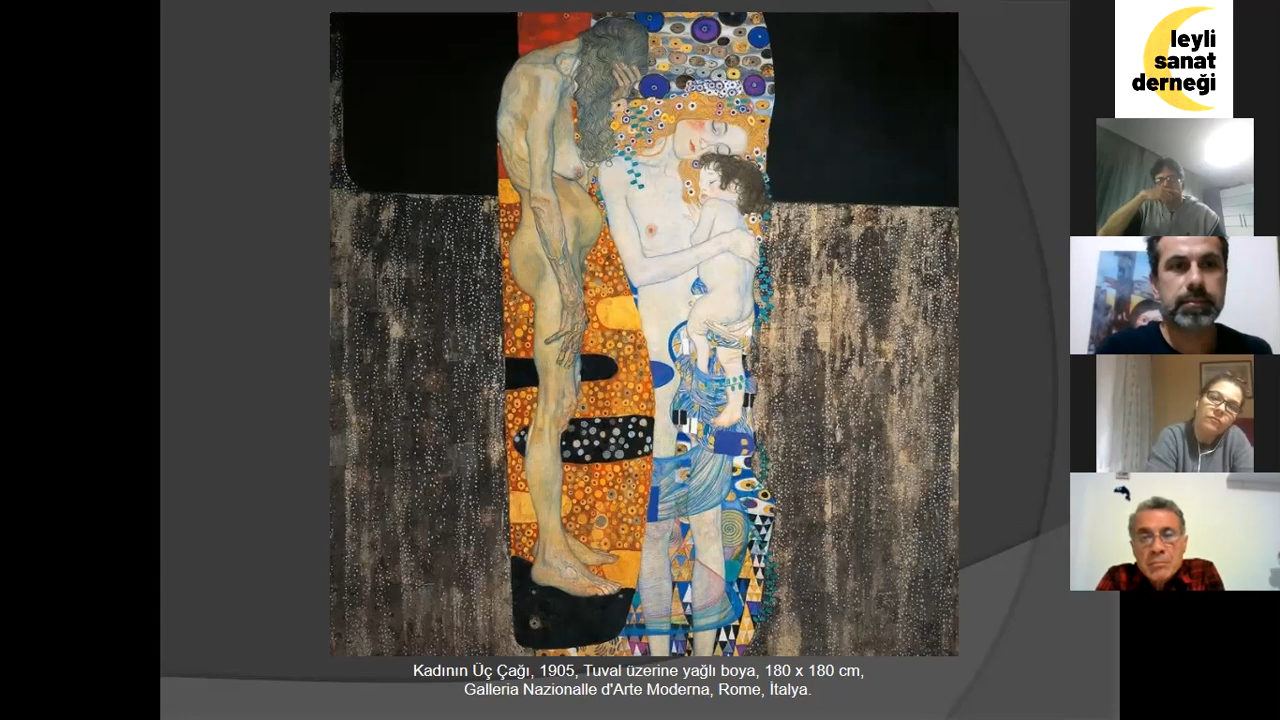 leyli
sanat
derneği
Kadının Üç Çağı, 1905, Tuval üzerine yağlı boya, 180 x 180 cm,
Galleria Nazionalle d'Arte Moderna, Rome, İtalya.